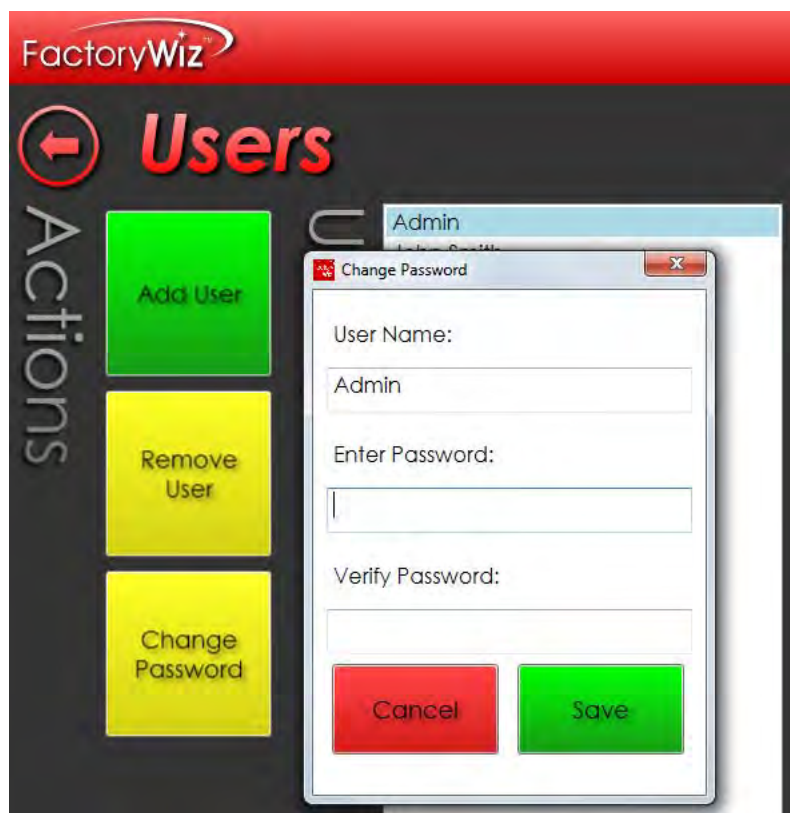 FactoryWiz™
Users
Actions
Add User
Remove
User
Change
Password
U
Admin
Change Password
User Name:
Admin
Enter Password:
Verify Password:
Cancel
Save